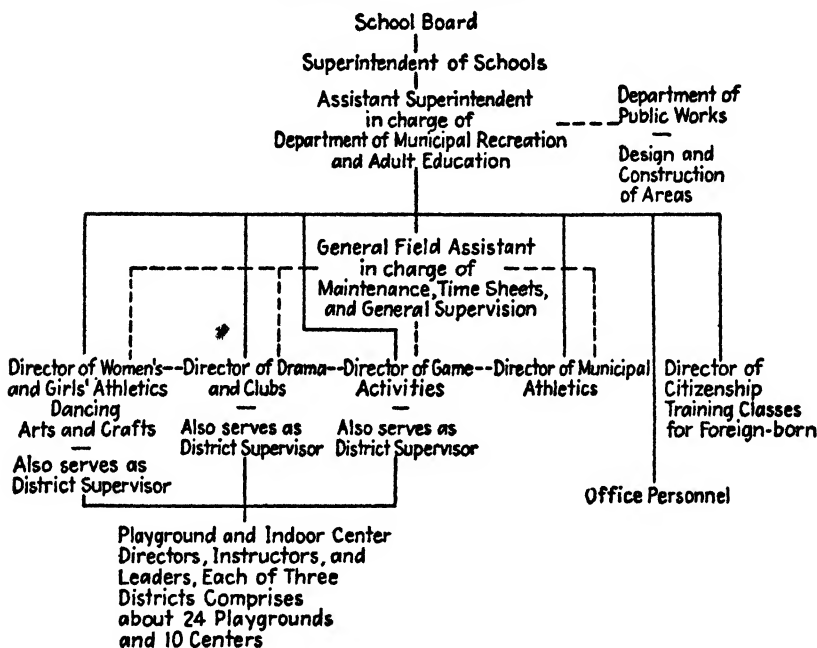 School Board
Superintendent of Schools
Assistant Superintendent
in charge of
Department of Municipal Recreation
and Adult Education
Department of
Public Works
Design and
Construction
of Areas
General Field Assistant
in charge of
Maintenance, Time Sheets,
and General Supervision
Director of Women's
and Girls' Athletics
Dancing
Arts and Crafts
Also serves as
District Supervisor
Director of Drama
and Clubs
Also serves as
District Supervisor
Director of Game
Activities
Also serves as
District Supervisor
Director of Municipal
Athletics
Director of
Citizenship
Training Classes
for Foreign-born
Office Personnel
Playground and Indoor Center
Directors, Instructors, and
Leaders, Each of Three
Districts Comprises
about 24 Playgrounds
and 10 Centers